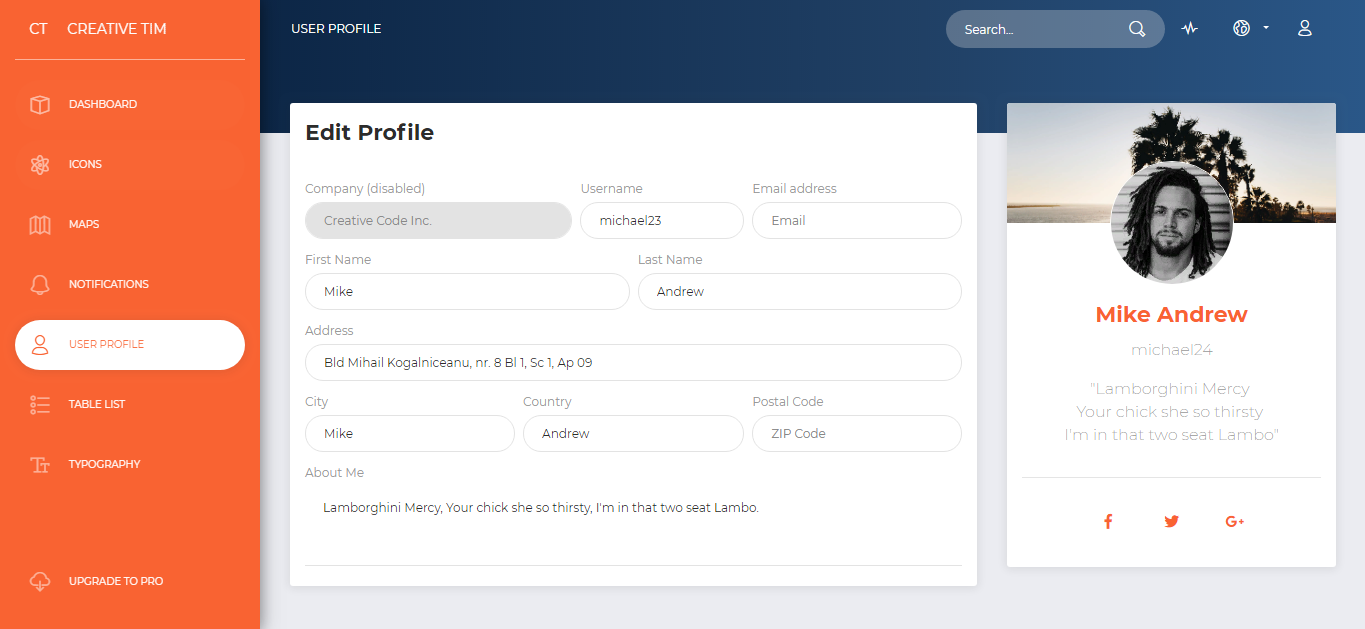 CT CREATIVE TIM
DASHBOARD
ICONS
MAPS
NOTIFICATIONS
USER PROFILE
TABLE LIST
TYPOGRAPHY
UPGRADE TO PRO
USER PROFILE
Search...
Edit Profile
Company (disabled) Username Email address
Creative Code Inc. michael23 Email
First Name Last Name
Mike Andrew
Address
Bld Mihail Kogalniceanu, nr. 8 Bl 1, Sc 1, Ap 09
City Country Postal Code
Mike Andrew ZIP Code
About Me
Lamborghini Mercy, Your chick she so thirsty, I'm in that two seat Lambo.
Mike Andrew
michael24
"Lamborghini Mercy
Your chick she so thirsty
I'm in that two seat Lambo"